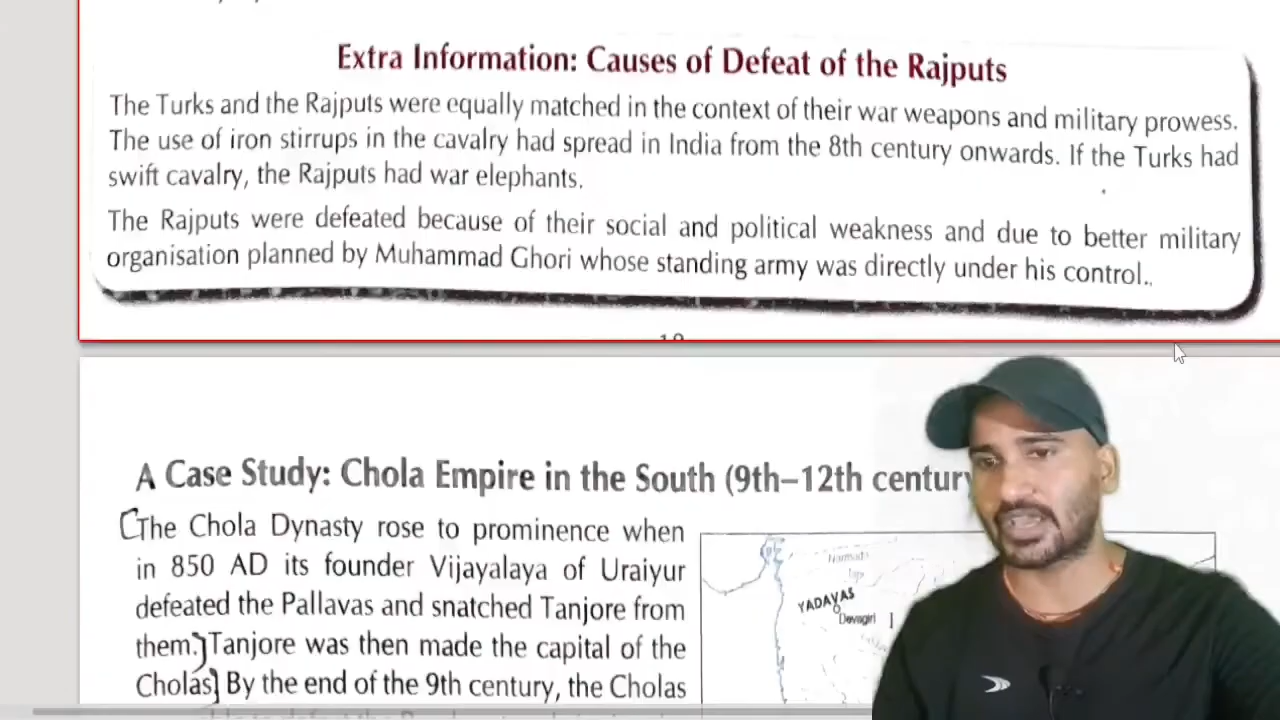 Extra Information: Causes of Defeat of the Rajputs
The Turks and the Rajputs were equally matched in the context of their war weapons and military prowess.
The use of iron stirrups in the cavalry had spread in India from the 8th century onwards. If the Turks had
swift cavalry, the Rajputs had war elephants.
The Rajputs were defeated because of their social and political weakness and due to better military
organisation planned by Muhammad Ghori whose standing army was directly under his control..
A Case Study: Chola Empire in the South (9th–12th century
The Chola Dynasty rose to prominence when
in 850 AD its founder Vijayalaya of Uraiyur
defeated the Pallavas and snatched Tanjore from
them. Tanjore was then made the capital of the
Cholas. By the end of the 9th century, the Cholas
Narmada
YADAVAS
Devagiri